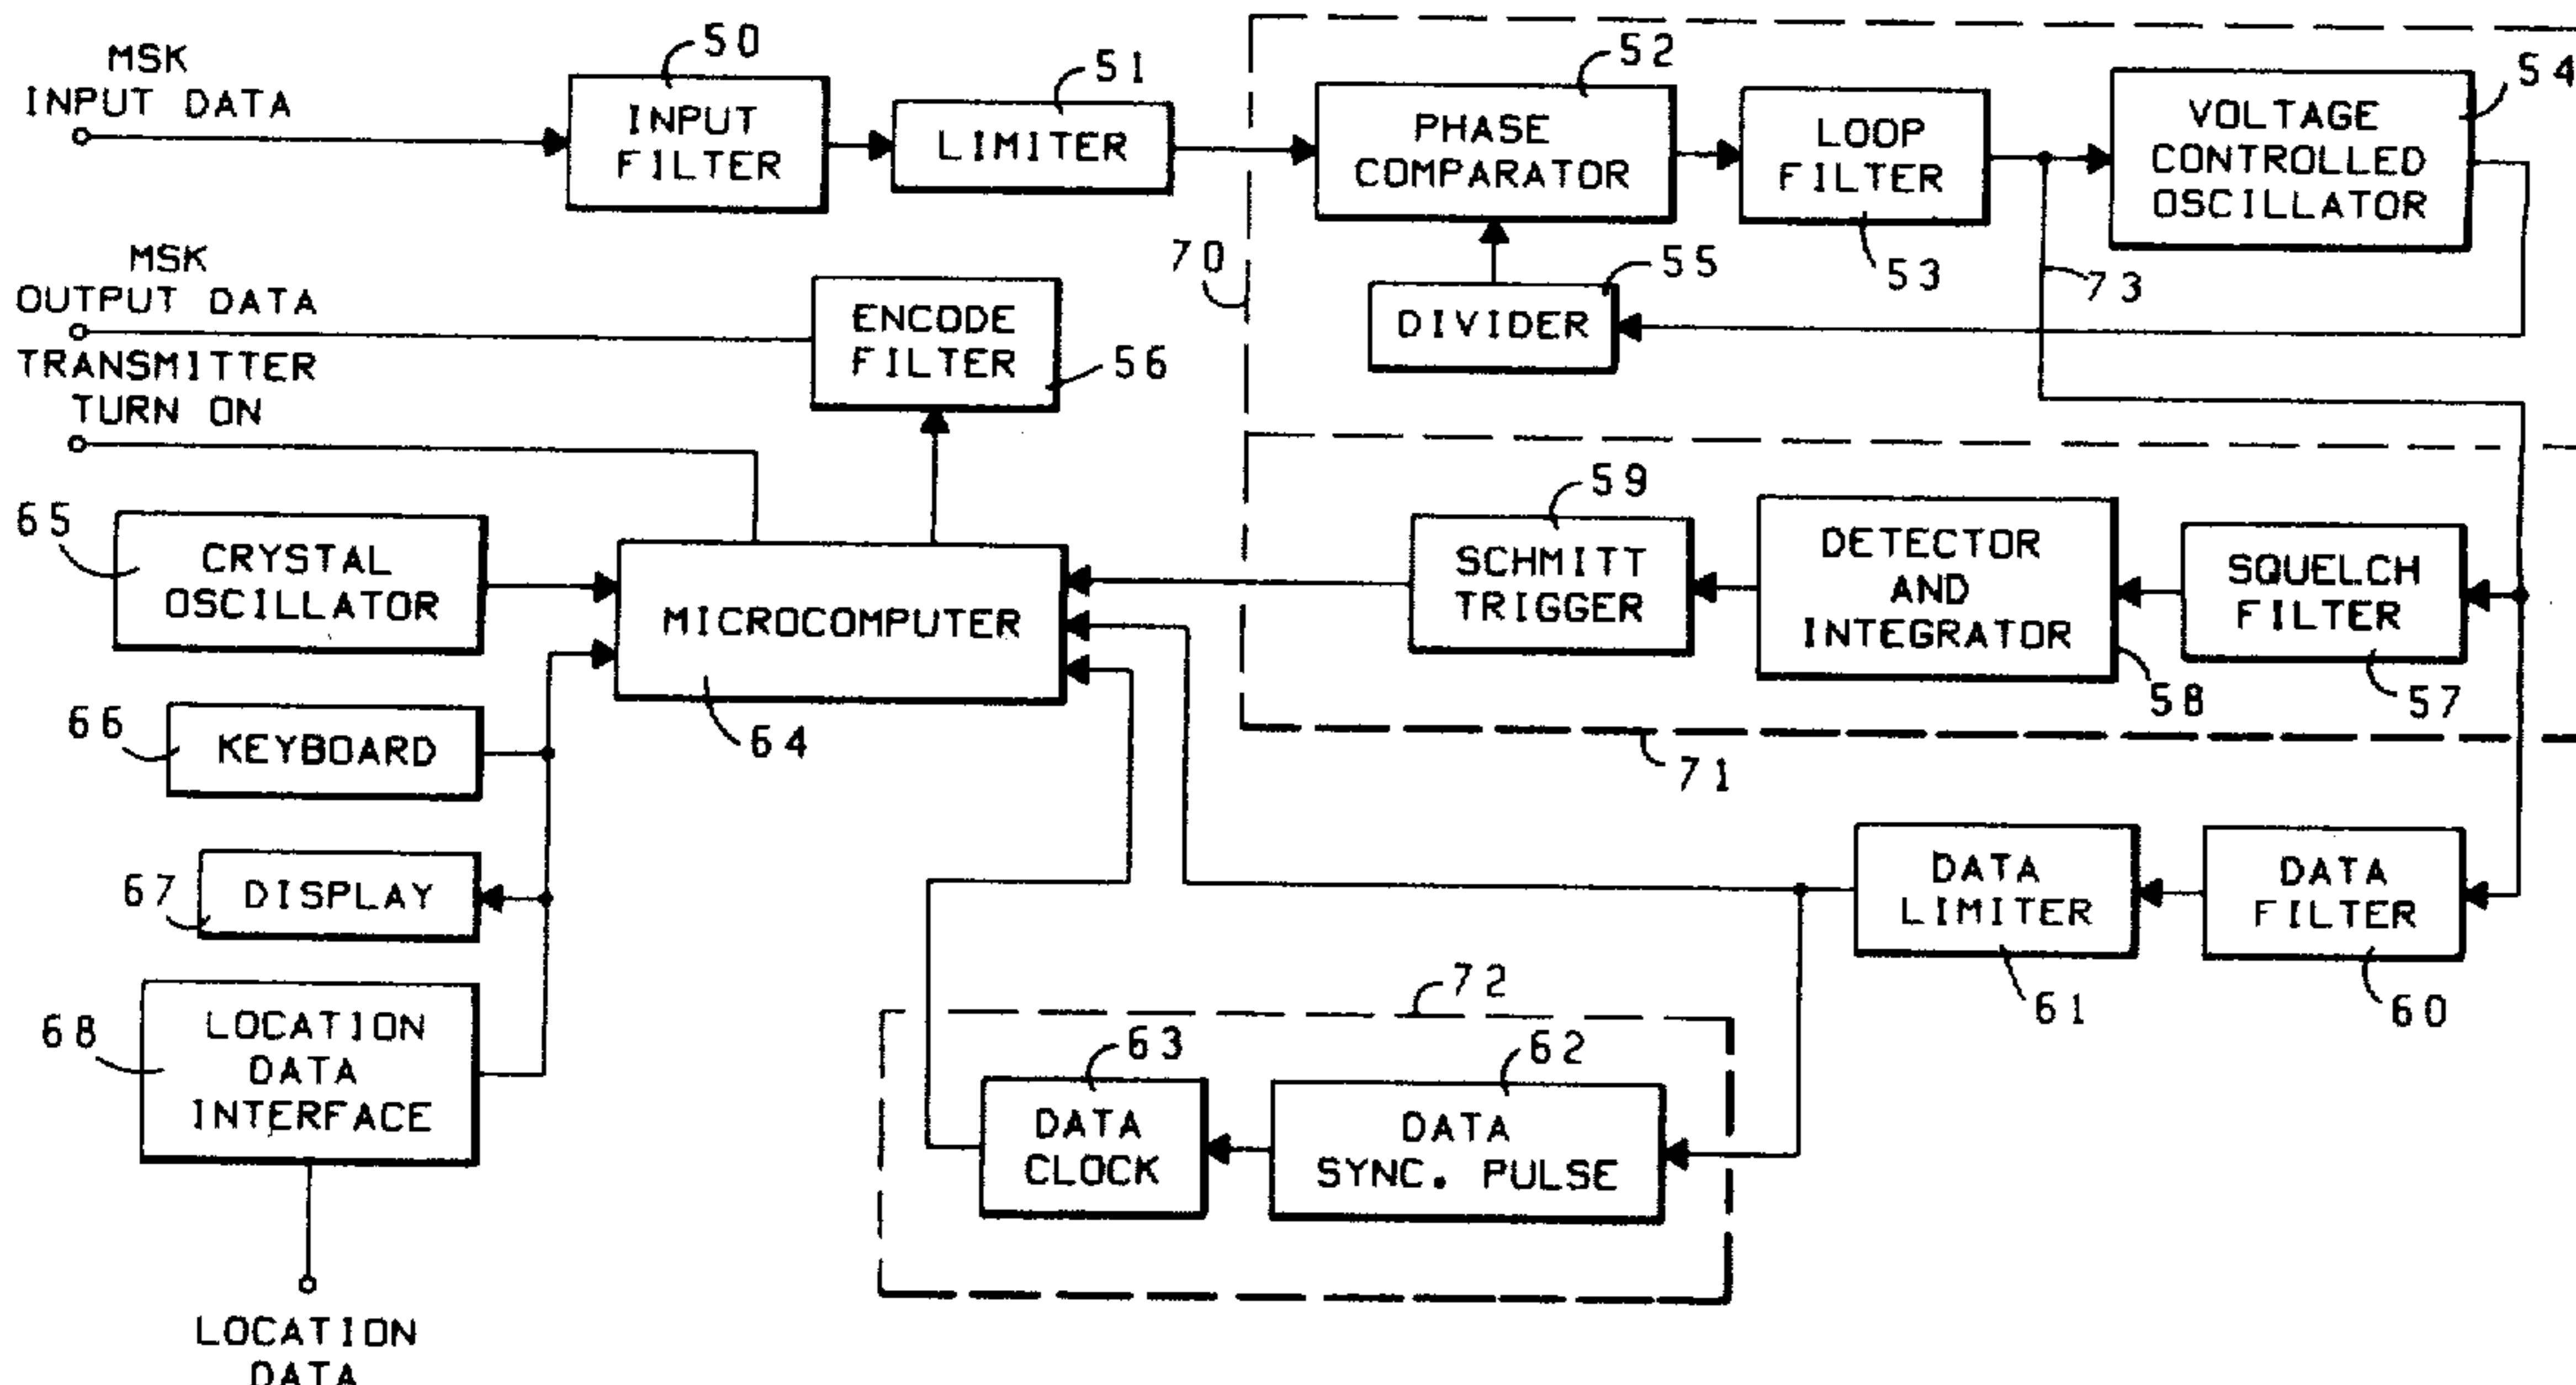 MSK
INPUT DATA
50
INPUT
FILTER
51
LIMITER
52
PHASE
COMPARATOR
LOOP
FILTER
53
54
VOLTAGE
CONTROLLED
OSCILLATOR
70
55
DIVIDER
73
MSK
OUTPUT DATA
ENCODE
FILTER
56
TRANSMITTER
TURN ON
65
CRYSTAL
OSCILLATOR
MICROCOMPUTER
64
59
SCHMITT
TRIGGER
DETECTOR
AND
INTEGRATOR
58
SQUELCH
FILTER
57
71
66
KEYBOARD
67
DISPLAY
68
LOCATION
DATA
INTERFACE
LOCATION
DATA
DATA
LIMITER
61
DATA
FILTER
60
72
63
DATA
CLOCK
62
DATA
SYNC. PULSE